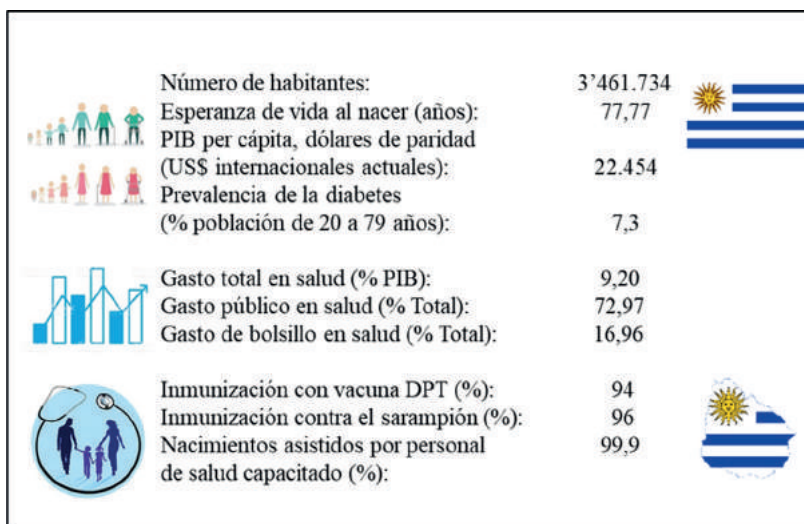 Número de habitantes: 3’461.734
Esperanza de vida al nacer (años): 77,77
PIB per cápita, dólares de paridad
(US$ internacionales actuales): 22.454
Prevalencia de la diabetes
(% población de 20 a 79 años): 7,3
Gasto total en salud (% PIB): 9,20
Gasto público en salud (% Total): 72,97
Gasto de bolsillo en salud (% Total): 16,96
Inmunización con vacuna DPT (%): 94
Inmunización contra el sarampión (%): 96
Nacimientos asistidos por personal 99,9
de salud capacitado (%):